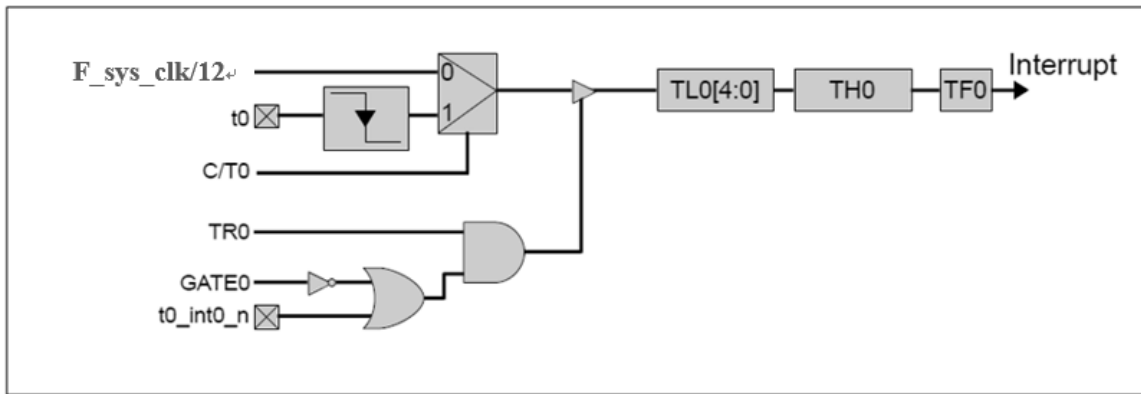 F_sys_clk/12↵
0
Interrupt
TL0[4:0]
TH0
TF0
t0
1
C/T0
TR0
GATE0
t0_int0_n